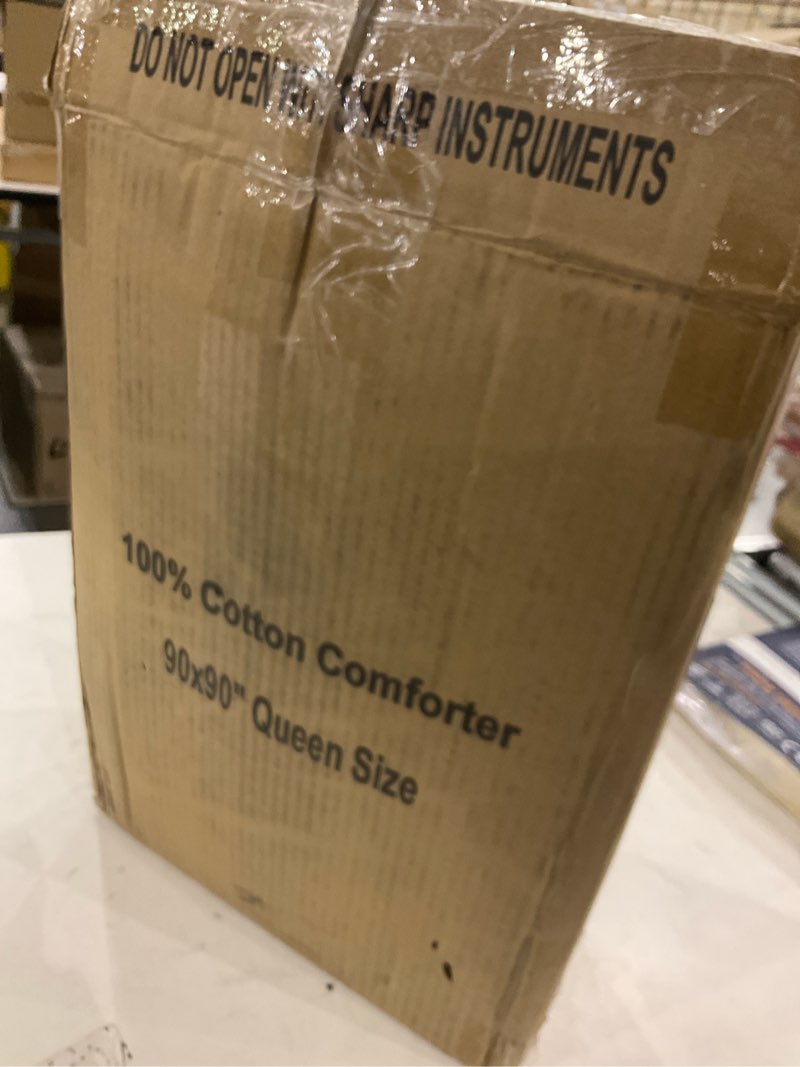 DO NOT OPEN SHARP INSTRUMENTS
100% Cotton Comforter
90x90" Queen Size